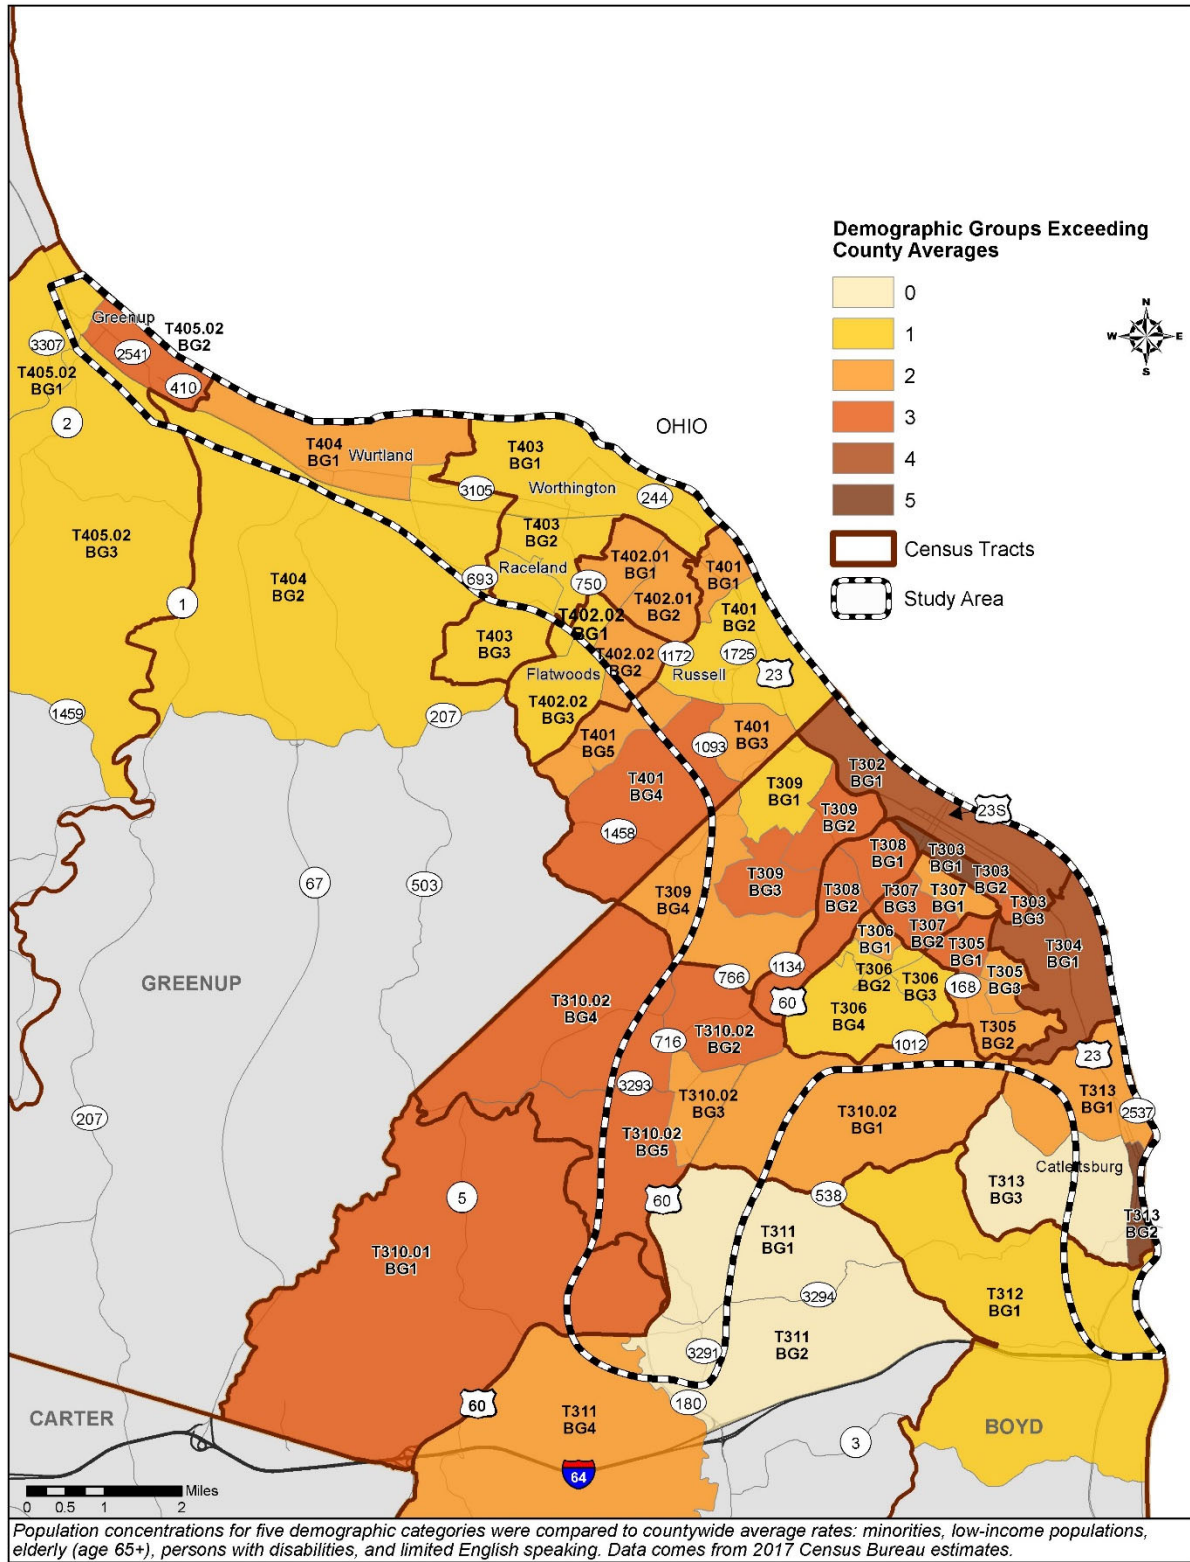 Demographic Groups Exceeding
County Averages
0
1
2
3
4
5
Census Tracts
Study Area
N
W
E
S
OHIO
Greenup
T405.02
BG2
3307
2541
T405.02
BG1
410
2
T404
BG1
Wurtland
T403
BG1
3105
Worthington
244
T405.02
BG3
T403
BG2
T402.01
BG1
T401
BG1
Raceland
693
750
T404
BG2
1
T402.01
BG2
T402.02
BG1
T401
BG2
T403
BG3
T402.02
BG2
1172
1725
Flatwoods
Russell
23
T402.02
BG3
1459
207
T401
BG5
1093
T401
BG3
T302
BG1
T401
BG4
T309
BG1
1458
T309
BG2
23S
T308
BG1
T303
BG1
T303
BG2
67
503
T309
BG3
T308
BG2
T307
BG3
T307
BG1
T303
BG3
T309
BG4
T306
BG1
T307
BG2
T305
BG1
T304
BG1
GREENUP
766
1134
T306
BG2
T306
BG3
168
T305
BG3
T310.02
BG4
60
T306
BG4
716
T310.02
BG2
1012
T305
BG2
23
3293
T310.02
BG3
T310.02
BG1
T313
BG1
2537
207
T310.02
BG5
Catlettsburg
5
60
538
T313
BG3
T313
BG2
T310.01
BG1
T311
BG1
3294
T312
BG1
3291
T311
BG2
60
180
CARTER
T311
BG4
3
BOYD
64
Miles
0 0.5 1 2
Population concentrations for five demographic categories were compared to countywide average rates: minorities, low-income populations,
elderly (age 65+), persons with disabilities, and limited English speaking. Data comes from 2017 Census Bureau estimates.